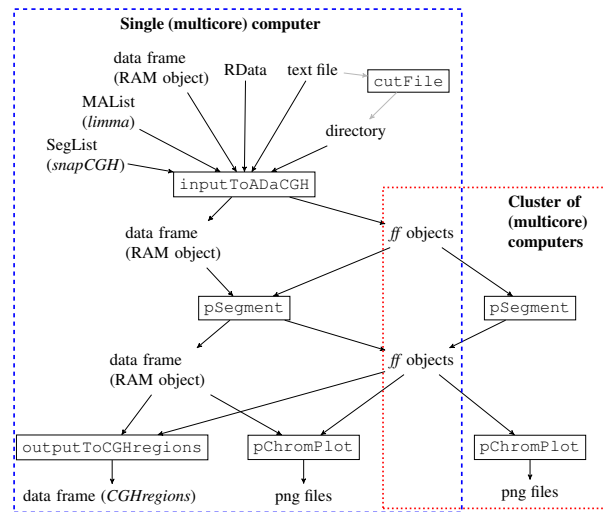 Single (multicore) computer
data frame
(RAM object)
RData
text file
cutFile
MAList
(limma)
directory
SegList
(snapCGH)
inputToADaCGH
Cluster of
(multicore)
computers
data frame
(RAM object)
ff objects
pSegment
pSegment
data frame
(RAM object)
ff objects
outputToCGHregions
pChromPlot
pChromPlot
data frame (CGHregions)
png files
png files